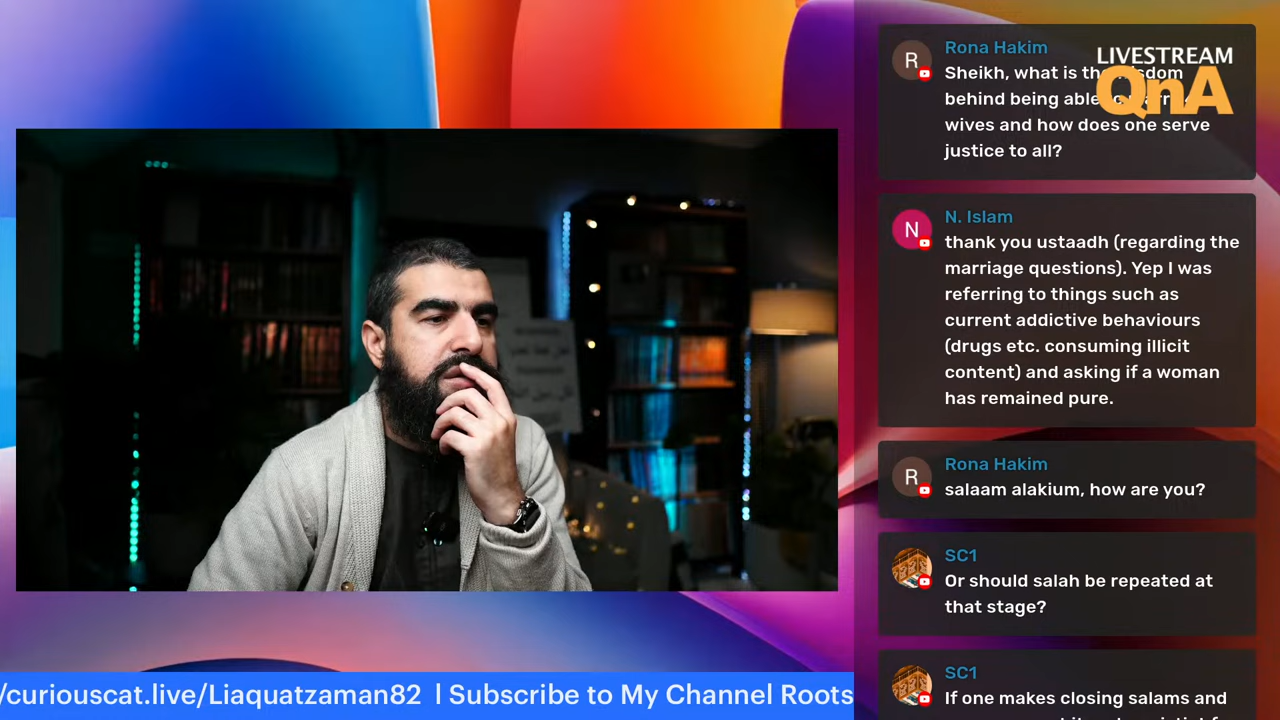 Rona Hakim
LIVESTREAM
QnA
R
Sheikh, what is the
behind being able
wives and how does one serve
justice to all?
N. Islam
N
thank you ustaadh (regarding the
marriage questions). Yep I was
referring to things such as
current addictive behaviours
(drugs etc. consuming illicit
content) and asking if a woman
has remained pure.
Rona Hakim
R
salaam alakium, how are you?
SC1
Or should salah be repeated at
that stage?
SC1
If one makes closing salams and
/curiouscat.live/Liaquatzaman82 | Subscribe to My Channel Roots